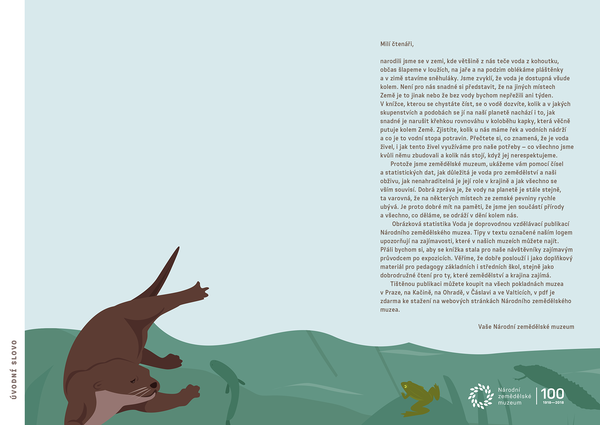 Milí čtenáři,
narodili jsme se v zemi, kde většině z nás teče voda z kohoutku,
občas šlapeme v loužích, na jaře a na podzim oblékáme pláštěnky
a v zimě stavíme sněhuláky. Jsme zvyklí, že voda je dostupná všude
kolem. Není pro nás snadné si představit, že na jiných místech
Země je to jinak nebo že bez vody bychom nepřežili ani týden.
V knížce, kterou se chystáte číst, se o vodě dozvíte, kolik a v jakých
skupenstvích a podobách se jí na naší planetě nachází i to, jak
snadné je narušit křehkou rovnováhu v koloběhu kapky, která věčně
putuje kolem Země. Zjistíte, kolik u nás máme řek a vodních nádrží
a co je to vodní stopa potravin. Přečtete si, co znamená, že je voda
živel, i jak tento živel využíváme pro naše potřeby – co všechno jsme
kvůli němu zbudovali a kolik nás stojí, když jej nerespektujeme.
Protože jsme zemědělské muzeum, ukážeme vám pomocí čísel
a statistických dat, jak důležitá je voda pro zemědělství a naši
obživu, jak nenahraditelná je její role v krajině a jak všechno se
vším souvisí. Dobrá zpráva je, že vody na planetě je stále stejně,
ta varovná, že na některých místech ze zemské pevniny rychle
ubývá. Je proto dobré mít na paměti, že jsme jen součástí přírody
a všechno, co děláme, se odráží v dění kolem nás.
Obrázková statistika Voda je doprovodnou vzdělávací publikací
Národního zemědělského muzea. Tipy v textu označené naším logem
upozorňují na zajímavosti, které v našich muzeích můžete najít.
Přáli bychom si, aby se knížka stala pro naše návštěvníky zajímavým
průvodcem po expozicích. Věříme, že dobře poslouží i jako doplňkový
materiál pro pedagogy základních i středních škol, stejně jako
dobrodružné čtení pro ty, které zemědělství a krajina zajímá.
Tištěnou publikaci můžete koupit na všech pokladnách muzea
v Praze, na Kačině, na Ohradě, v Čáslavi a ve Valticích, v pdf je
zdarma ke stažení na webových stránkách Národního zemědělského
muzea.
Vaše Národní zemědělské muzeum
ÚVODNÍ SLOVO
Národní
zemědělské
muzeum
100
1918—2018